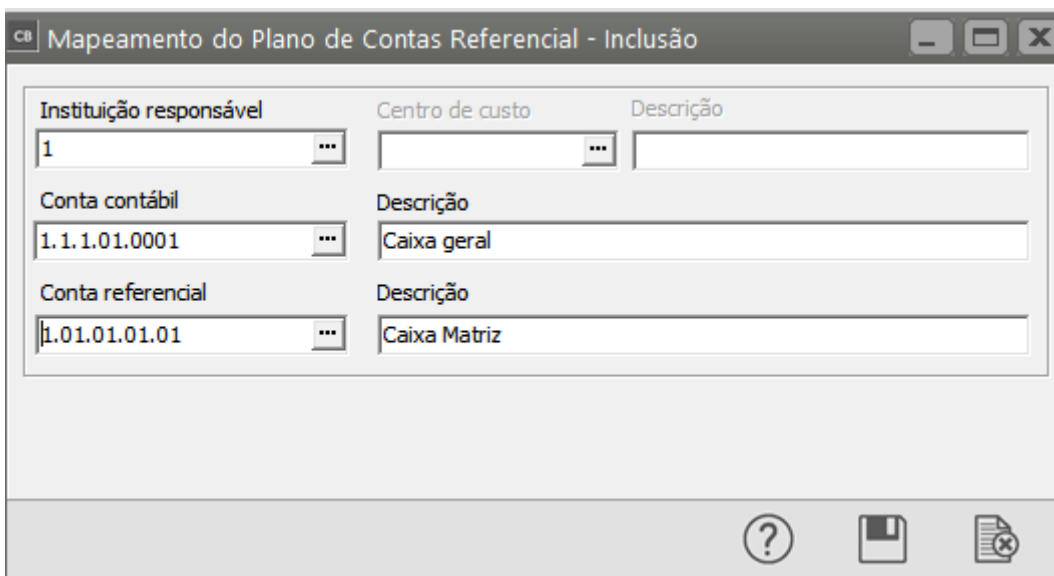 CB Mapeamento do Plano de Contas Referencial - Inclusão
Instituição responsável Centro de custo Descrição
1 ... ...
Conta contábil Descrição
1.1.1.01.0001 ... Caixa geral
Conta referencial Descrição
1.01.01.01.01 ... Caixa Matriz
?